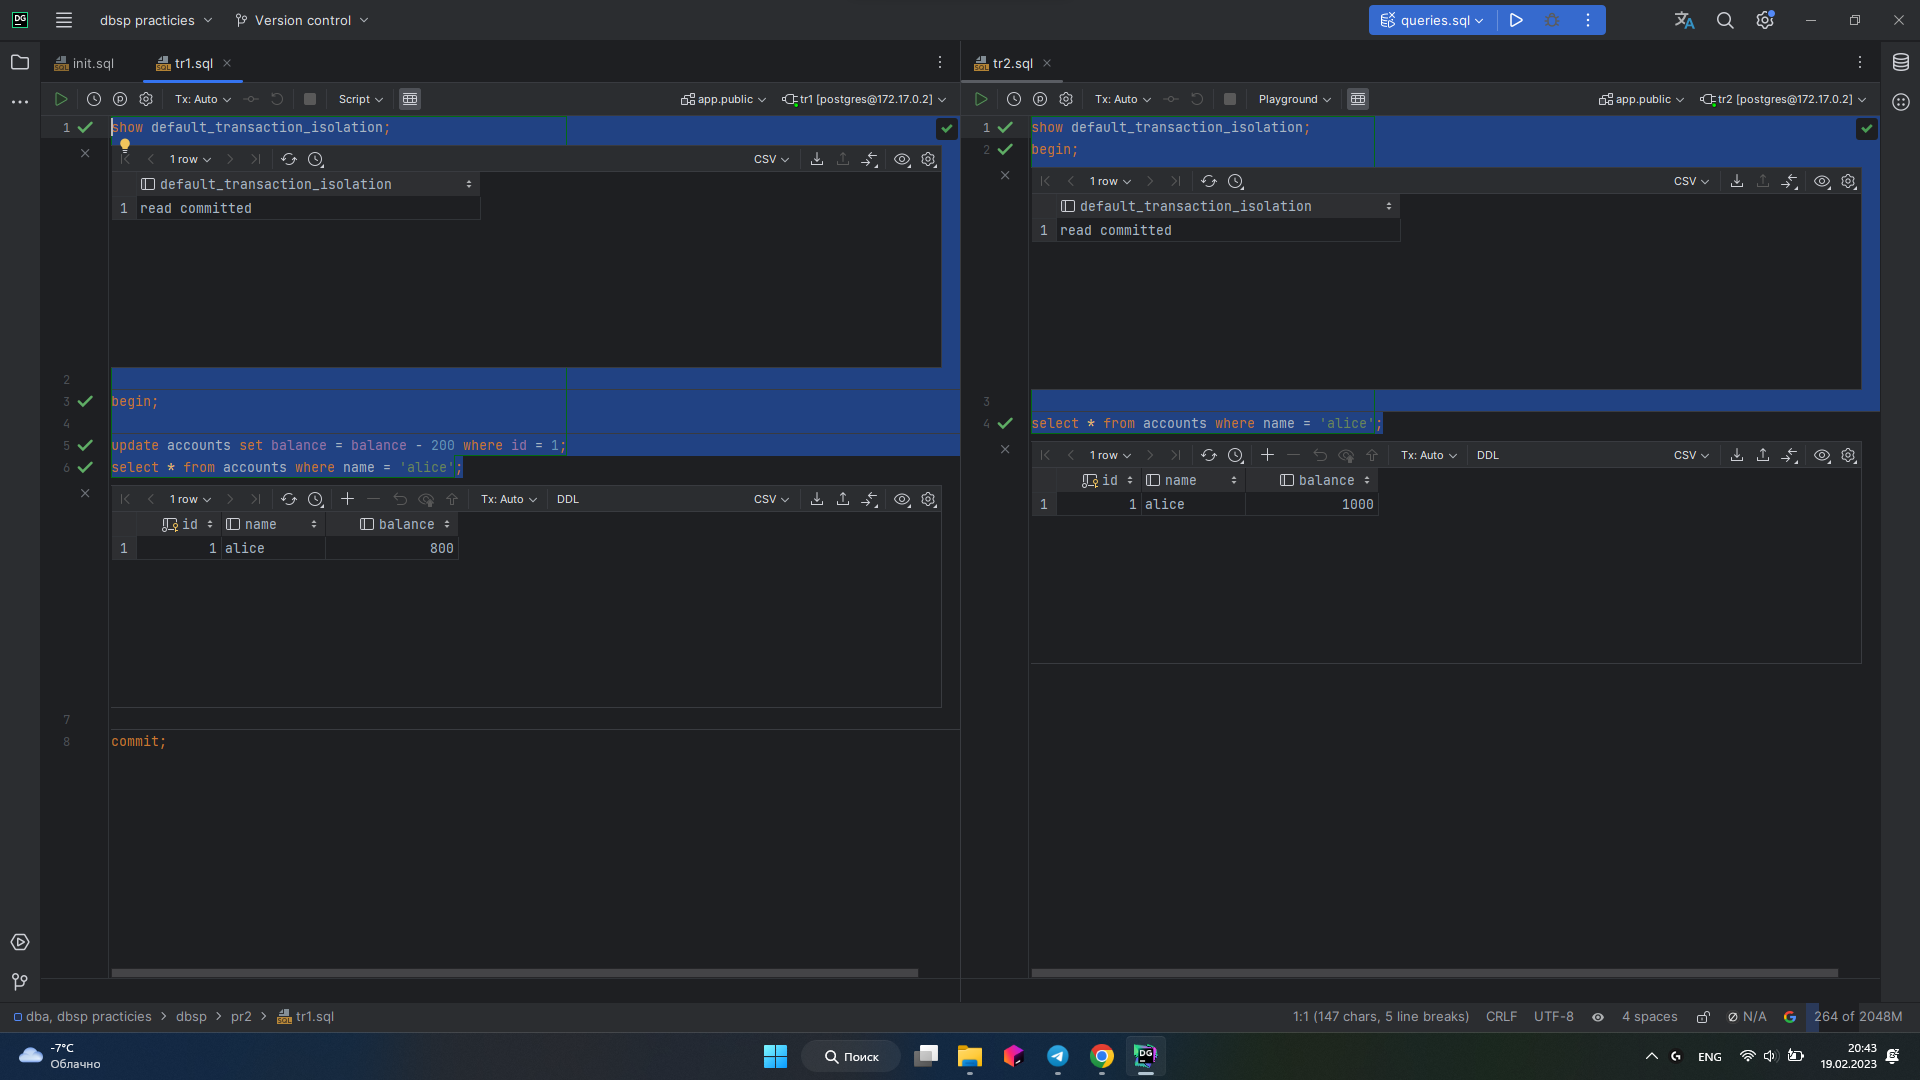 DG dbsp practicies Version control queries.sql
init.sql tr1.sql
Tx: Auto Script app.public tr1 [postgres@172.17.0.2]
1 show default_transaction_isolation;
1 row CSV
default_transaction_isolation
1 read committed
2
3 begin;
4
5 update accounts set balance = balance - 200 where id = 1;
6 select * from accounts where name = 'alice';
1 row Tx: Auto DDL CSV
id name balance
1 1 alice 800
7
8 commit;
tr2.sql
Tx: Auto Playground app.public tr2 [postgres@172.17.0.2]
1 show default_transaction_isolation;
2 begin;
1 row CSV
default_transaction_isolation
1 read committed
3
4 select * from accounts where name = 'alice';
1 row Tx: Auto DDL CSV
id name balance
1 1 alice 1000
dba, dbsp practicies dbsp pr2 tr1.sql 1:1 (147 chars, 5 line breaks) CRLF UTF-8 4 spaces N/A 264 of 2048M
-7°C
Облачно
Поиск
DG
ENG
20:43
19.02.2023